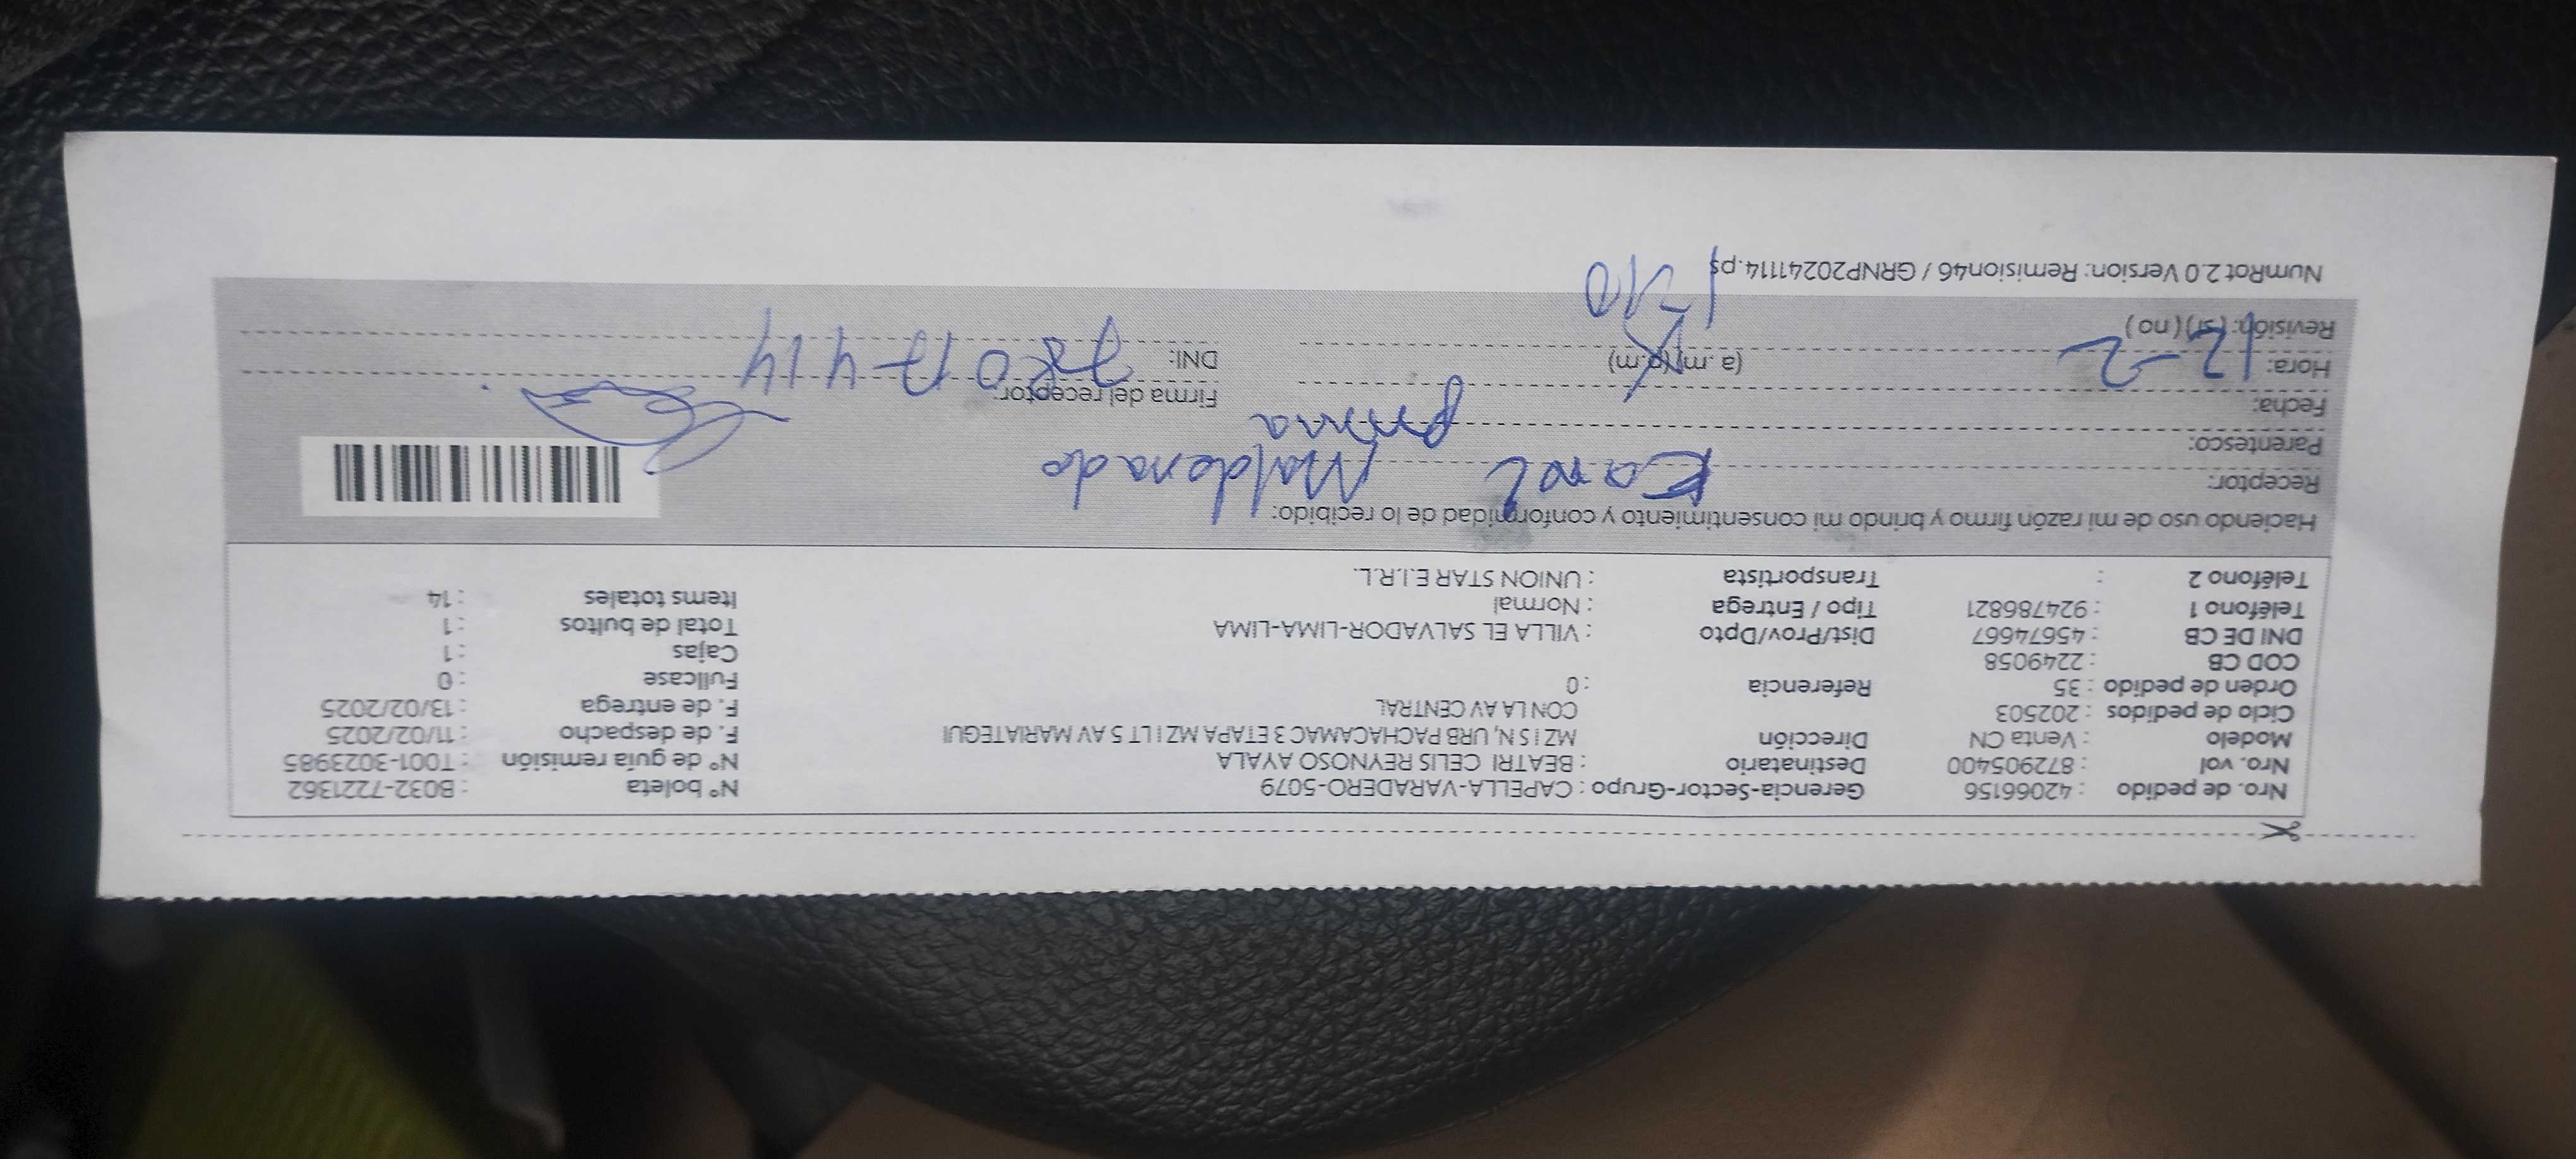 Nro. de pedido : 42066156 Gerencia-Sector-Grupo : CAPELLA-VARADERO-5079 N° boleta : B032-7221362
Nro. vol : 872905400 Destinatario : BEATRI CELIS REYNOSO AYALA N° de guía remisión : T001-3023985
Modelo : Venta CN Dirección MZ I S N, URB PACHACAMAC 3 ETAPA MZ I LT 5 AV MARIATEGUI F. de despacho : 11/02/2025
Ciclo de pedidos : 202503 CON LA AV CENTRAL F. de entrega : 13/02/2025
Orden de pedido : 35 Referencia : 0 Fullcase : 0
COD CB : 2249058 Cajas : 1
DNI DE CB : 45674667 Dist/Prov/Dpto : VILLA EL SALVADOR-LIMA-LIMA Total de bultos : 1
Teléfono 1 : 924786821 Tipo / Entrega : Normal Items totales : 14
Teléfono 2 : Transportista : UNION STAR E.I.R.L.
Haciendo uso de mi razón firmo y brindo mi consentimiento y conformidad de lo recibido:
Receptor: Maldonado
Parentesco: prima
Fecha: 12-2 Firma del receptor:
Hora: (a.m)(p.m) DNI:
Revisión: (si) (no)
NumRot 2.0 Version: Remision46 / GRNP20241114.ps